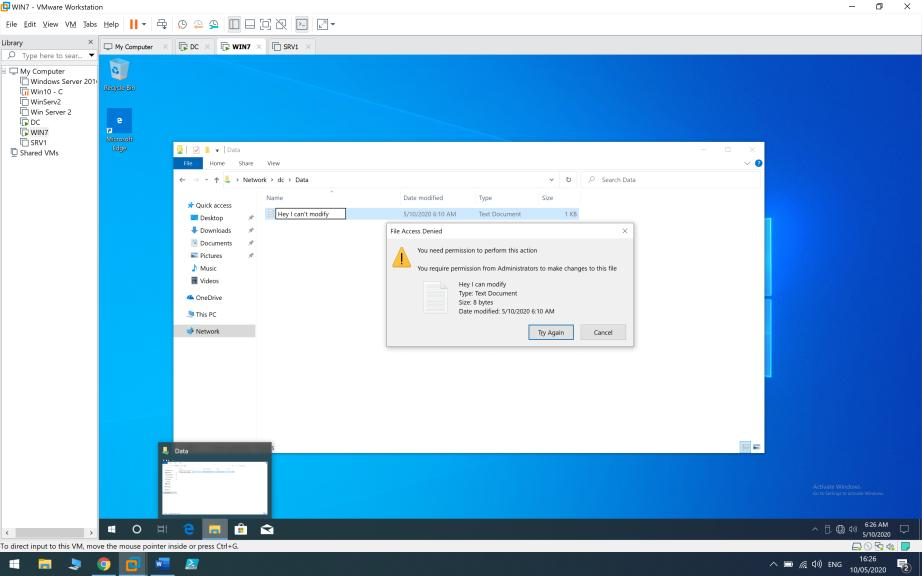 WIN7 - VMware Workstation
File Edit View VM Tabs Help
Library
Type here to sear...
My Computer
Windows Server 201
Win10 - C
WinServ2
Win Server 2
DC
WIN7
SRV1
Shared VMs
My Computer DC WIN7 SRV1
Recycle Bin
Microsoft
Edge
Data
File Home Share View
Network dc Data
Search Data
Name Date modified Type Size
Hey I can't modify 5/10/2020 6:10 AM Text Document 1 KB
Quick access
Desktop
Downloads
Documents
Pictures
Music
Videos
OneDrive
This PC
Network
File Access Denied
You need permission to perform this action
You require permission from Administrators to make changes to this file
Hey I can modify
Type: Text Document
Size: 8 bytes
Date modified: 5/10/2020 6:10 AM
Try Again Cancel
Data
Activate Windows
Go to Settings to activate Windows.
6:26 AM
5/10/2020
To direct input to this VM, move the mouse pointer inside or press Ctrl+G.
ENG
16:26
10/05/2020
2